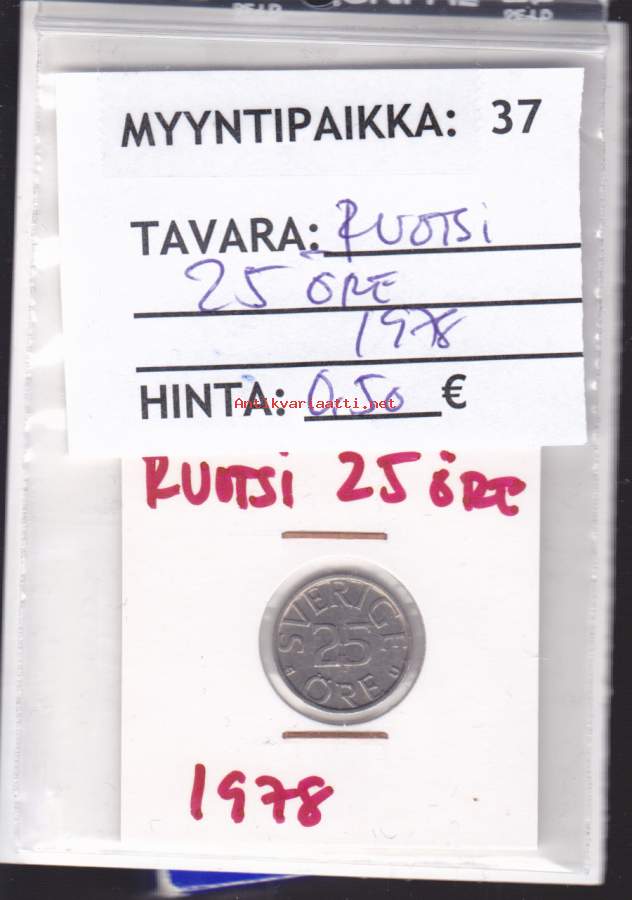 MYYNTIPAIKKA: 37
TAVARA: RUOTSI
25 ÖRE
1978
HINTA: 0,50 €
Antikvariaatti.net
RUOTSI 25 ÖRE
SVERIGE
25
ÖRE
U
1978